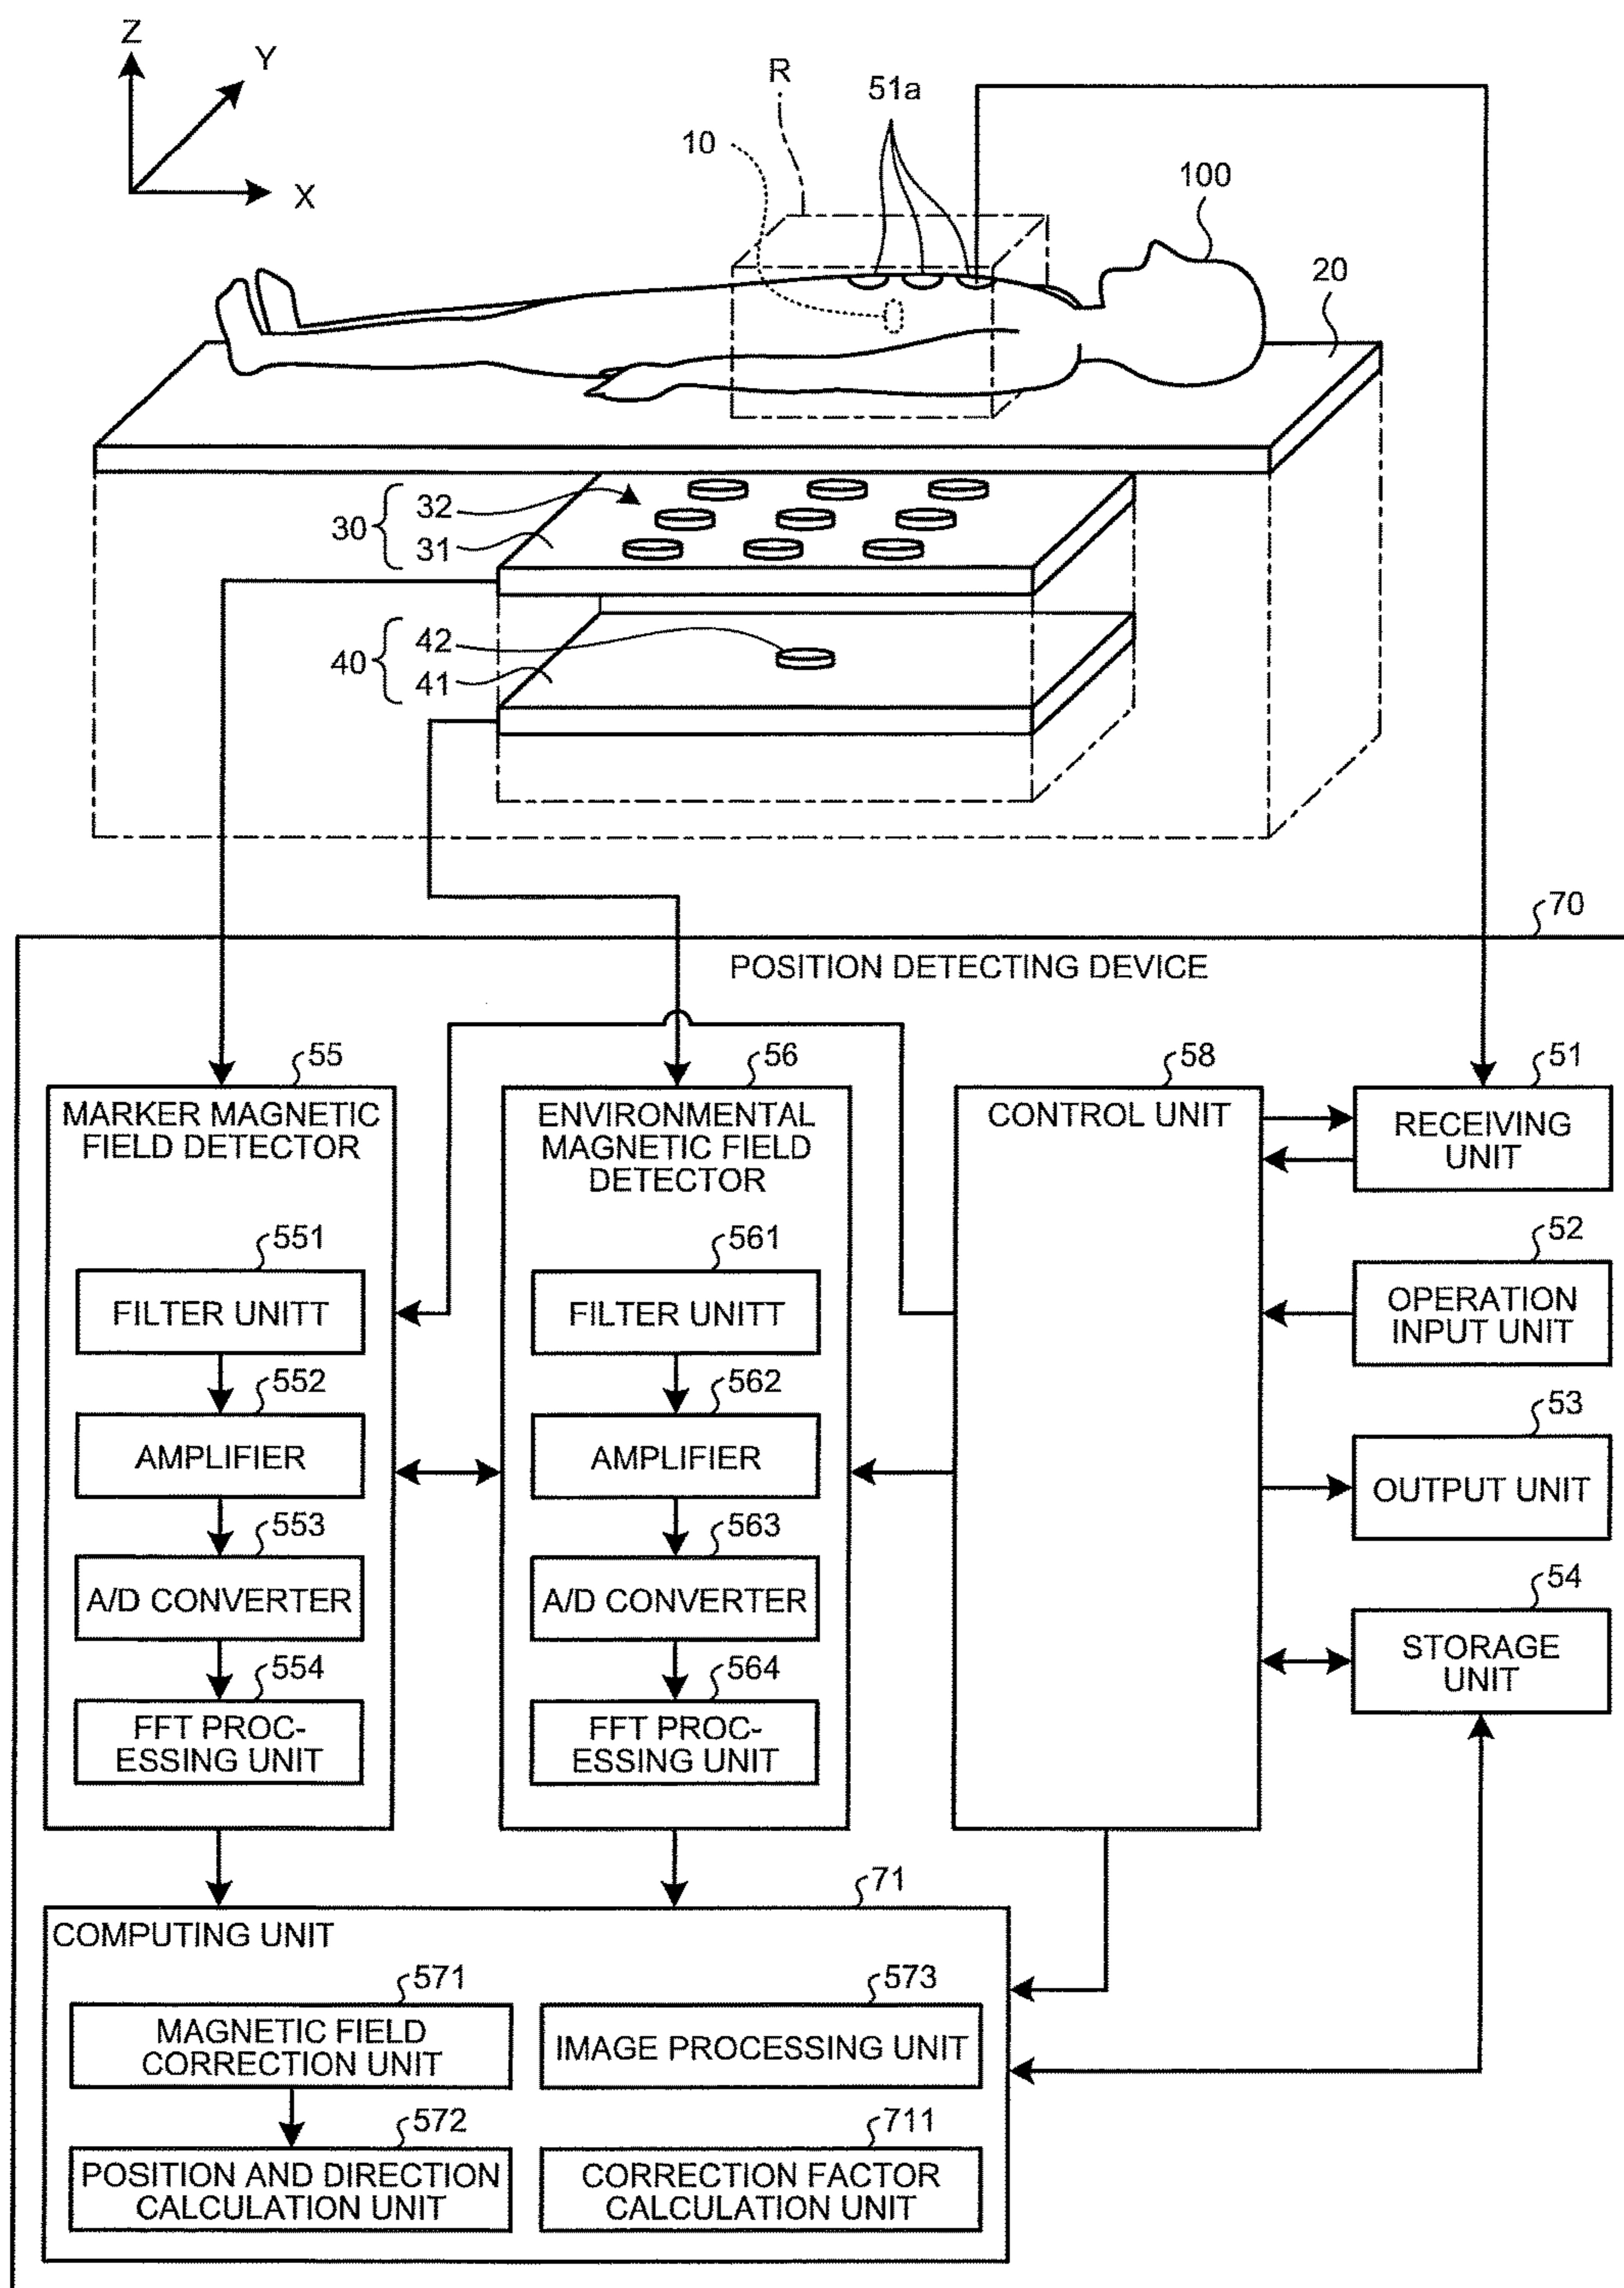 Z
Y
X
R
10
51a
100
20
30
32
31
40
42
41
70
POSITION DETECTING DEVICE
55
MARKER MAGNETIC
FIELD DETECTOR
551
FILTER UNITT
552
AMPLIFIER
553
A/D CONVERTER
554
FFT PROC-
ESSING UNIT
56
ENVIRONMENTAL
MAGNETIC FIELD
DETECTOR
561
FILTER UNITT
562
AMPLIFIER
563
A/D CONVERTER
564
FFT PROC-
ESSING UNIT
58
CONTROL UNIT
51
RECEIVING
UNIT
52
OPERATION
INPUT UNIT
53
OUTPUT UNIT
54
STORAGE
UNIT
71
COMPUTING UNIT
571
MAGNETIC FIELD
CORRECTION UNIT
573
IMAGE PROCESSING UNIT
572
POSITION AND DIRECTION
CALCULATION UNIT
711
CORRECTION FACTOR
CALCULATION UNIT